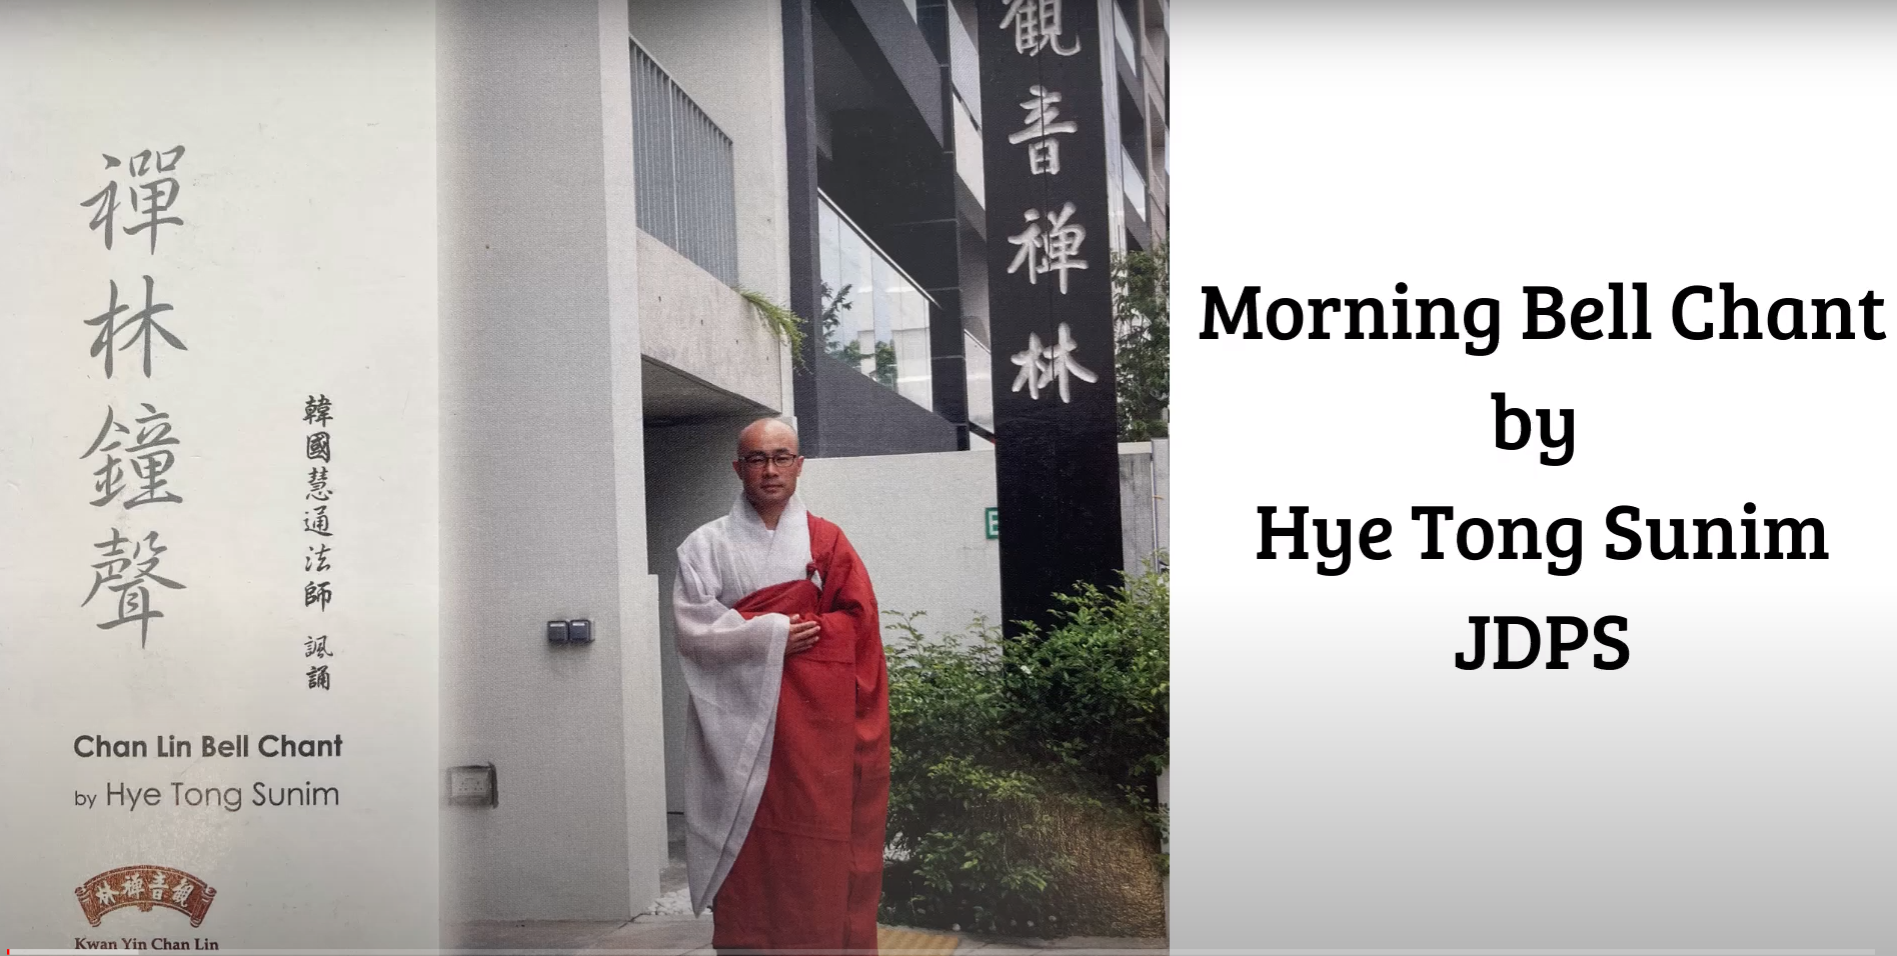 禪林鐘聲
韓國慧通法師 諷誦
Chan Lin Bell Chant
by Hye Tong Sunim
林禪音觀
Kwan Yin Chan Lin
觀音禅林
E
Morning Bell Chant
by
Hye Tong Sunim
JDPS